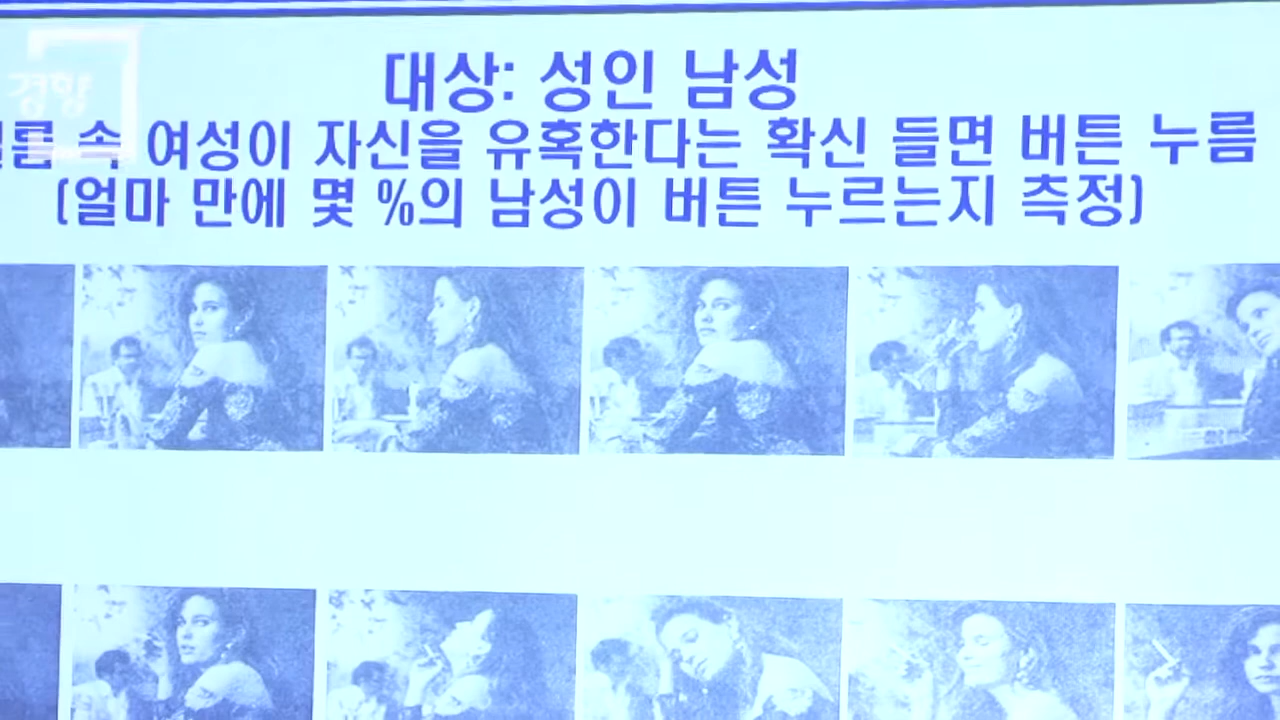 경향
대상: 성인 남성
속 여성이 자신을 유혹한다는 확신 들면 버튼 누름
(얼마 만에 몇 %의 남성이 버튼 누르는지 측정)